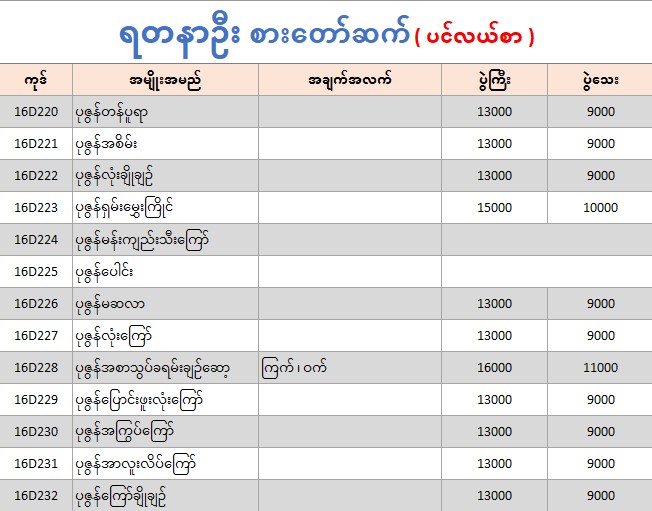 ရတနာဦး စားတော်ဆက် ( ပင်လယ်စာ )
ကုဒ် အမျိုးအမည် အချက်အလက် ပွဲကြီး ပွဲသေး
16D220 ပုဇွန်တန်ပူရာ 13000 9000
16D221 ပုဇွန်အစိမ်း 13000 9000
16D222 ပုဇွန်လုံးချိုချဉ် 13000 9000
16D223 ပုဇွန်ရှမ်းမွှေးကြိုင် 15000 10000
16D224 ပုဇွန်မန်းကျည်းသီးကြော်
16D225 ပုဇွန်ပေါင်း
16D226 ပုဇွန်မဆလာ 13000 9000
16D227 ပုဇွန်လုံးကြော် 13000 9000
16D228 ပုဇွန်အစာသွပ်ခရမ်းချဉ်ဆော့ ကြက် ၊ ဝက် 16000 11000
16D229 ပုဇွန်ပြောင်းဖူးလုံးကြော် 13000 9000
16D230 ပုဇွန်အကြွပ်ကြော် 13000 9000
16D231 ပုဇွန်အာလူးလိပ်ကြော် 13000 9000
16D232 ပုဇွန်ကြော်ချိုချဉ် 13000 9000